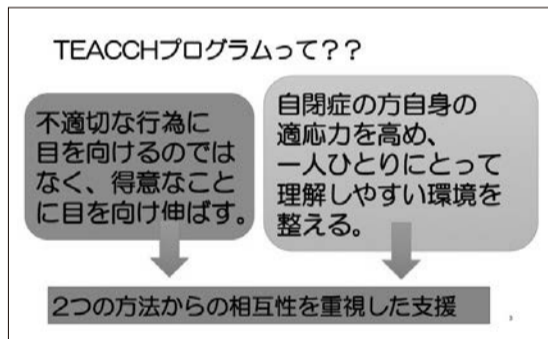 TEACCHプログラムって??
不適切な行為に
目を向けるのでは
なく、得意なこと
に目を向け伸ばす。
自閉症の方自身の
適応力を高め、
一人ひとりにとって
理解しやすい環境を
整える。
2つの方法からの相互性を重視した支援